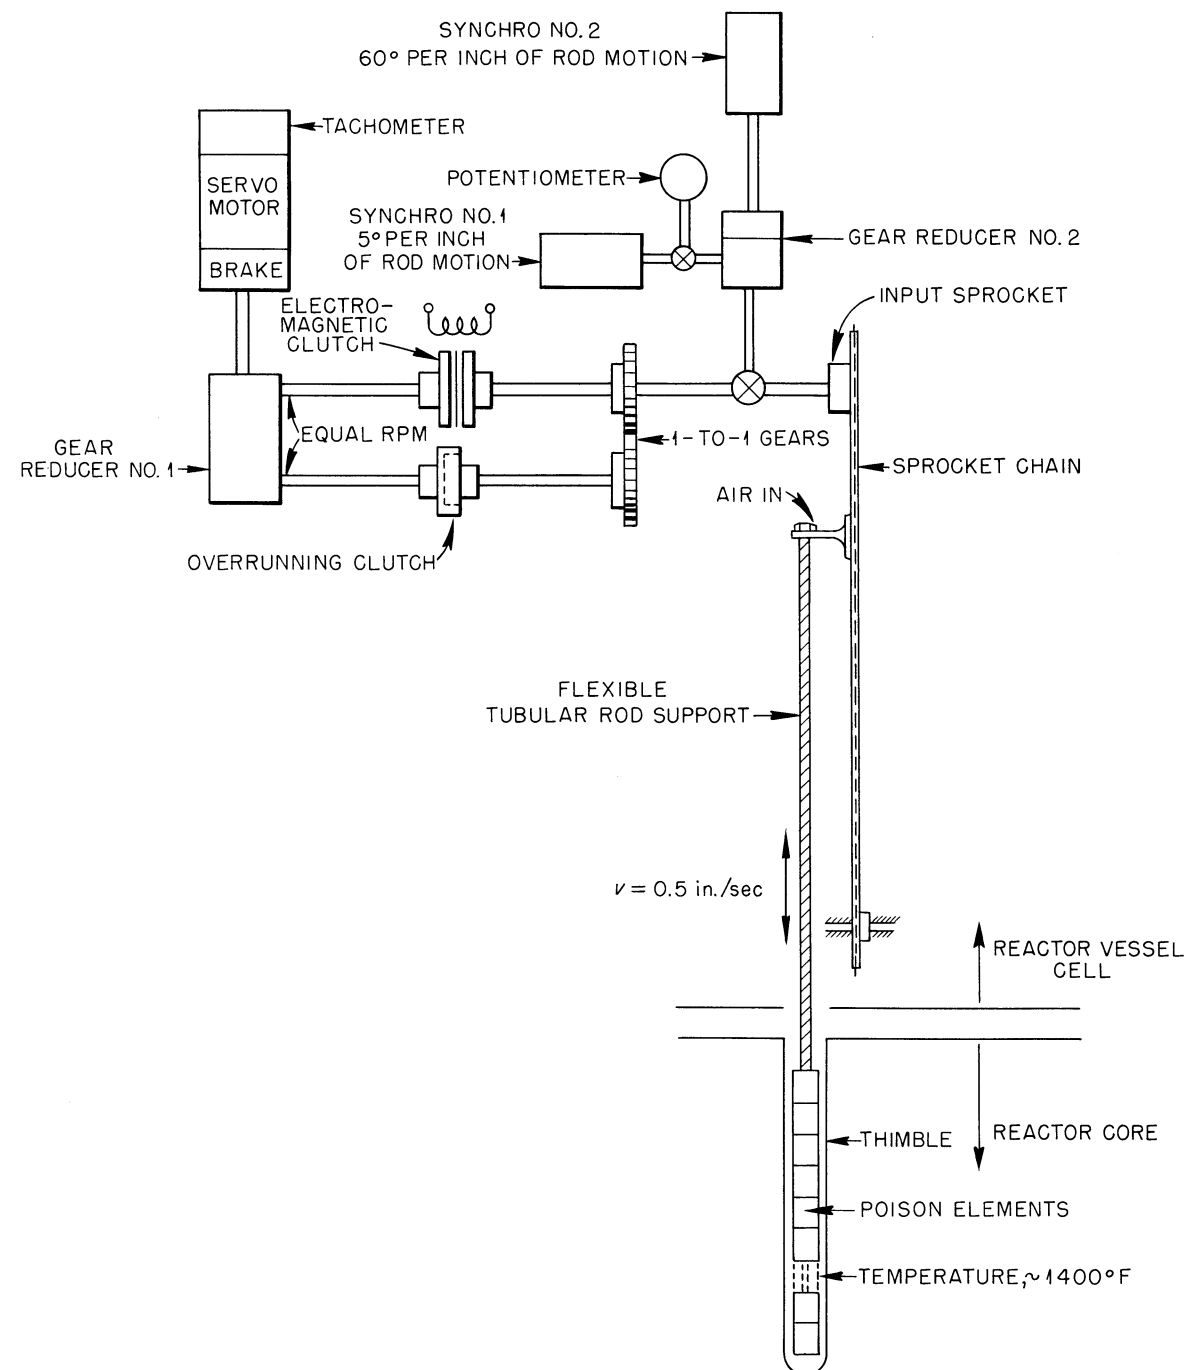 SYNCHRO NO. 2
60° PER INCH OF ROD MOTION
TACHOMETER
SERVO
MOTOR
BRAKE
POTENTIOMETER
SYNCHRO NO. 1
5° PER INCH
OF ROD MOTION
GEAR REDUCER NO. 2
INPUT SPROCKET
ELECTRO-
MAGNETIC
CLUTCH
EQUAL RPM
GEAR
REDUCER NO. 1
1-TO-1 GEARS
SPROCKET CHAIN
AIR IN
OVERRUNNING CLUTCH
FLEXIBLE
TUBULAR ROD SUPPORT
v = 0.5 in./sec
REACTOR VESSEL
CELL
REACTOR CORE
THIMBLE
POISON ELEMENTS
TEMPERATURE, ~1400°F